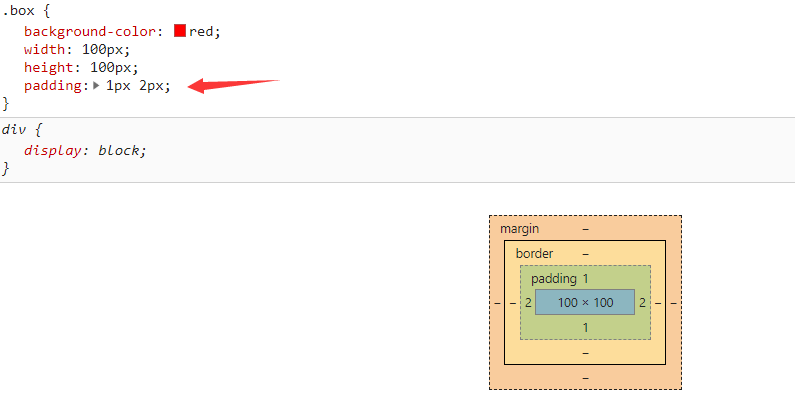 .box {
background-color: red;
width: 100px;
height: 100px;
padding: 1px 2px;
}
div {
display: block;
}
margin –
border –
padding 1
– – 2 100 × 100 2 – –
1
–
–